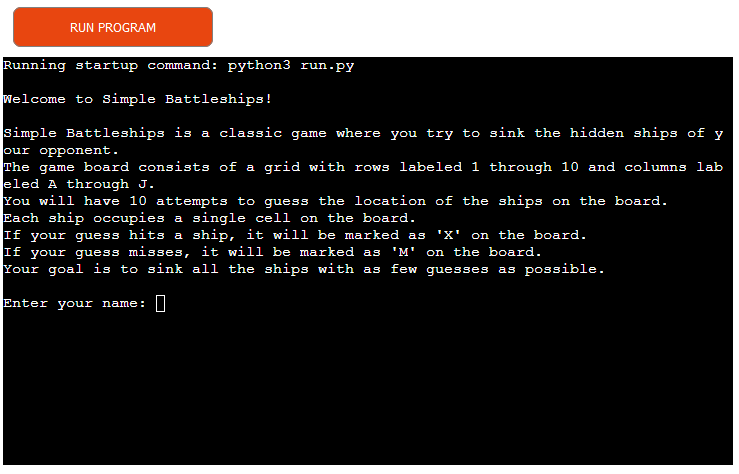 RUN PROGRAM
Running startup command: python3 run.py
Welcome to Simple Battleships!
Simple Battleships is a classic game where you try to sink the hidden ships of y
our opponent.
The game board consists of a grid with rows labeled 1 through 10 and columns lab
eled A through J.
You will have 10 attempts to guess the location of the ships on the board.
Each ship occupies a single cell on the board.
If your guess hits a ship, it will be marked as 'X' on the board.
If your guess misses, it will be marked as 'M' on the board.
Your goal is to sink all the ships with as few guesses as possible.
Enter your name: